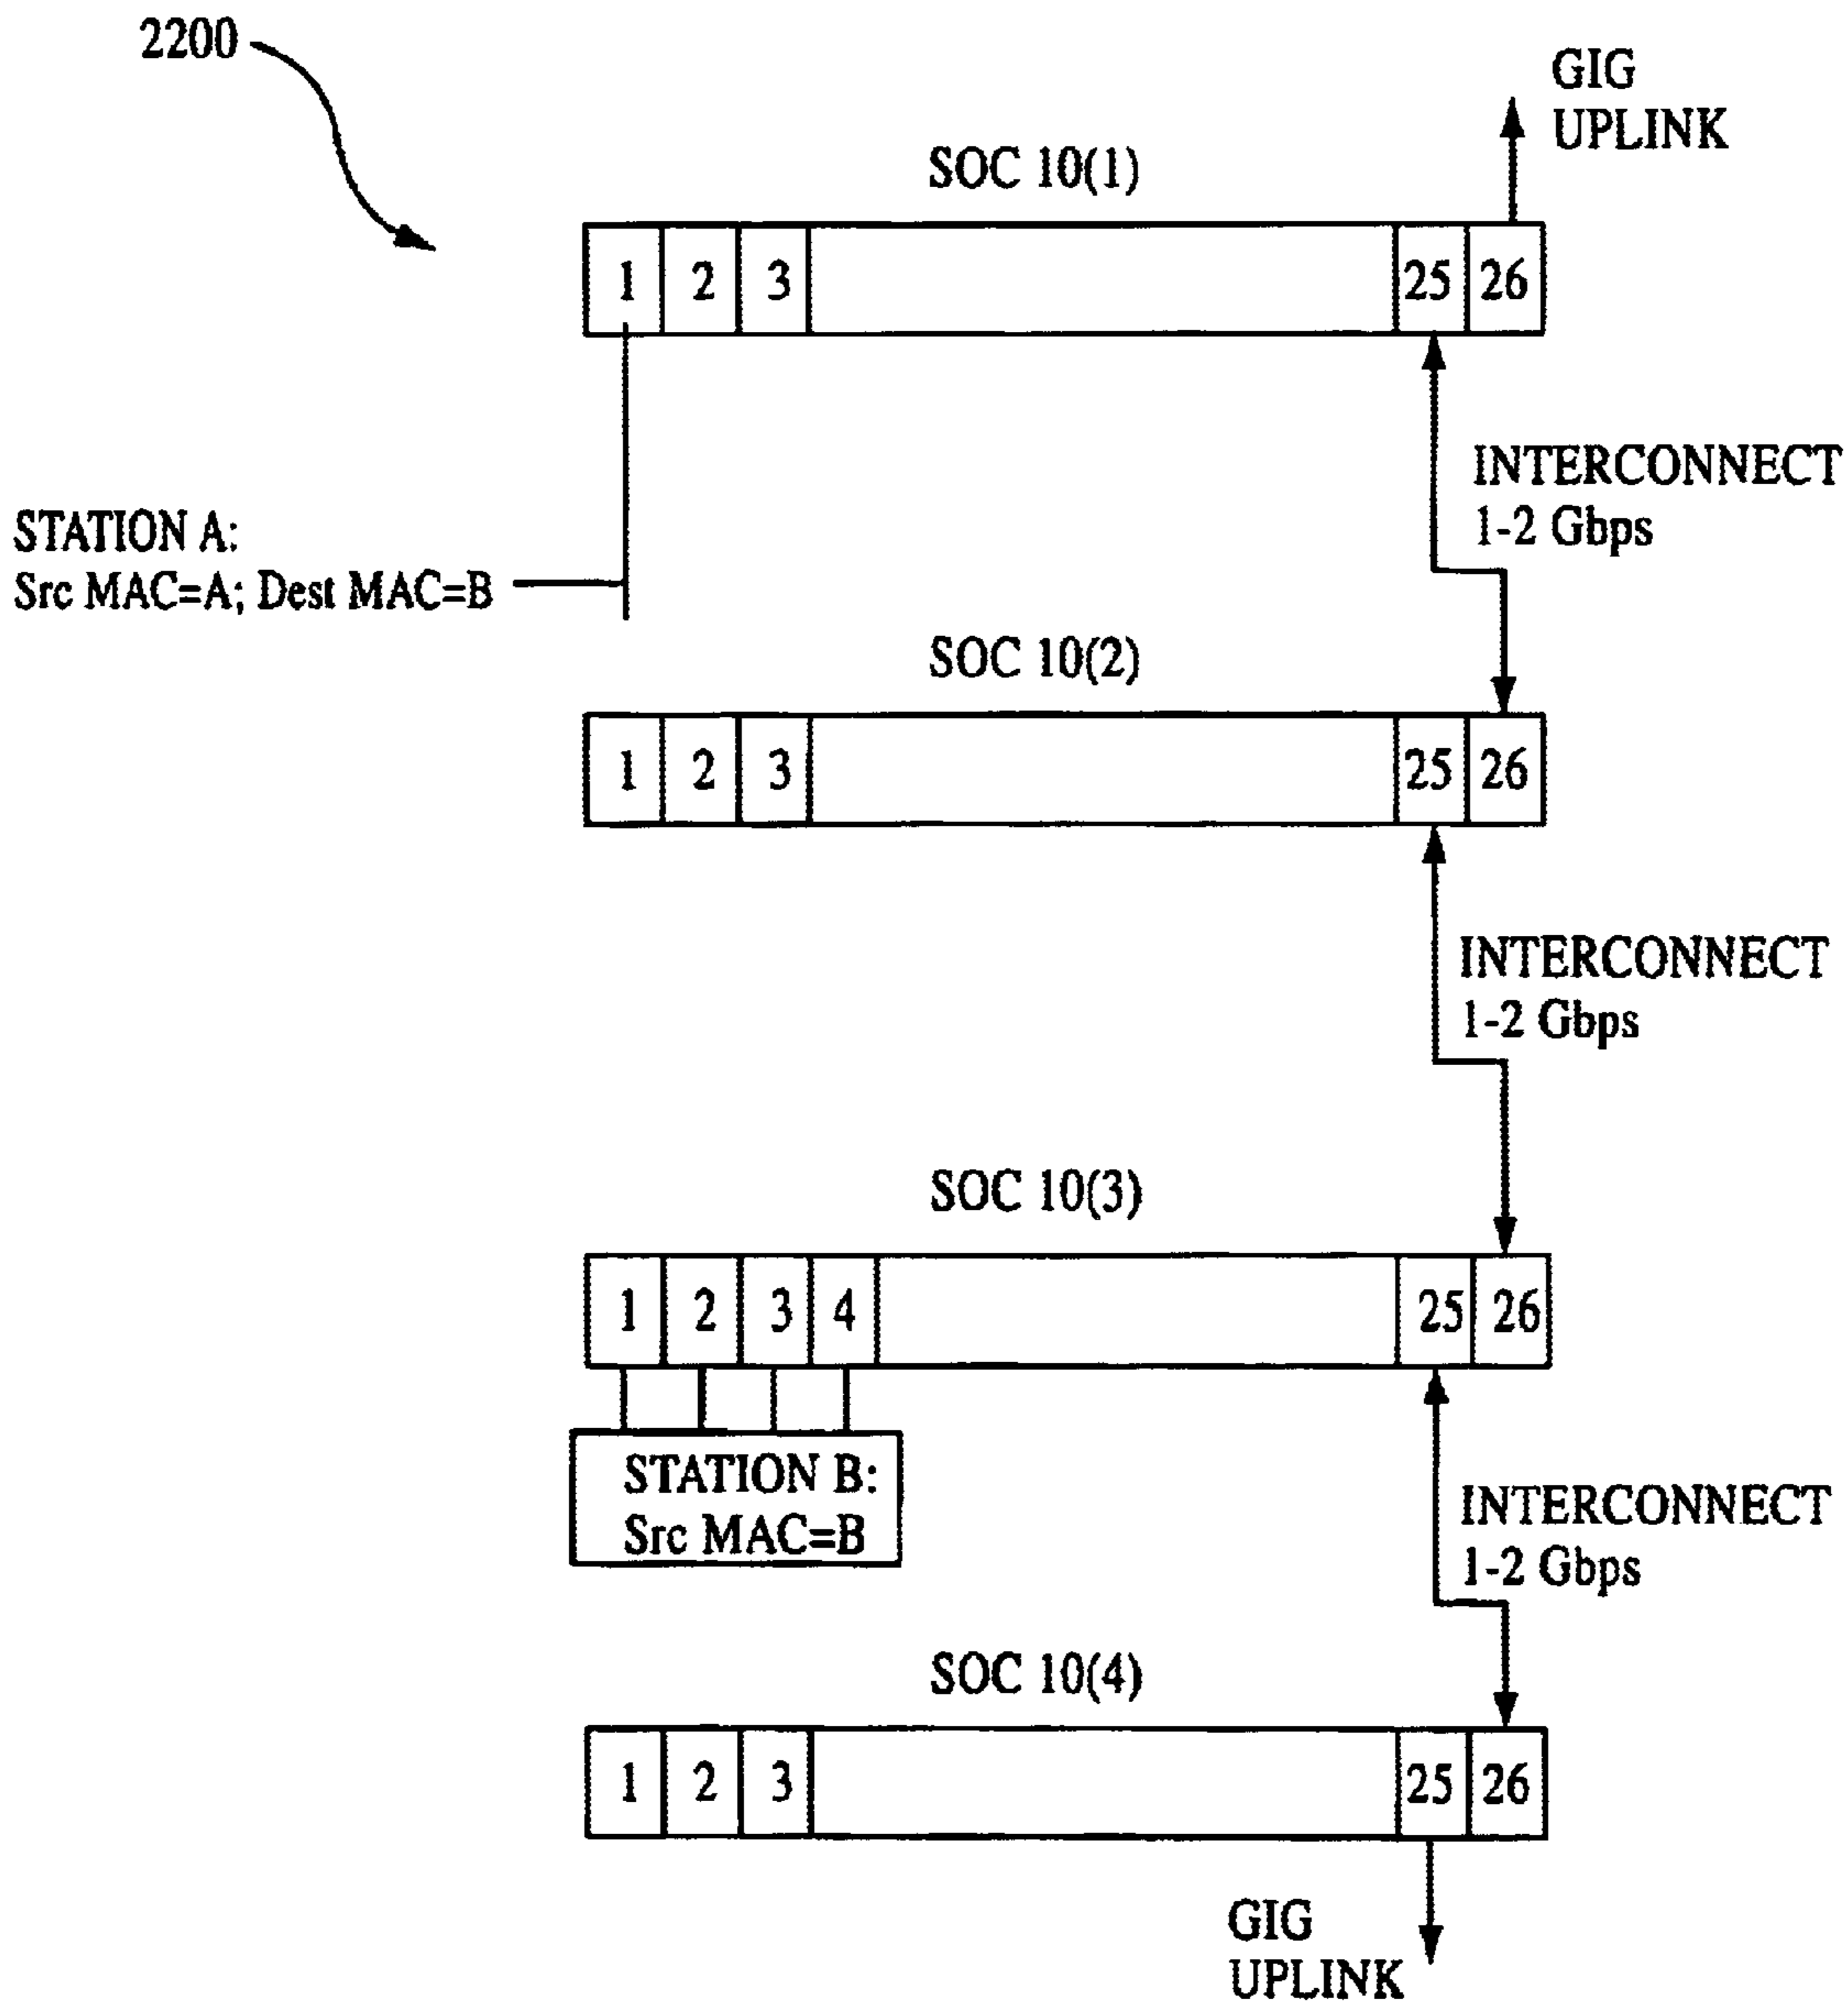 2200
GIG
UPLINK
SOC 10(1)
1 2 3 25 26
INTERCONNECT
1-2 Gbps
STATION A:
Src MAC=A; Dest MAC=B
SOC 10(2)
1 2 3 25 26
INTERCONNECT
1-2 Gbps
SOC 10(3)
1 2 3 4 25 26
STATION B:
Src MAC=B
INTERCONNECT
1-2 Gbps
SOC 10(4)
1 2 3 25 26
GIG
UPLINK